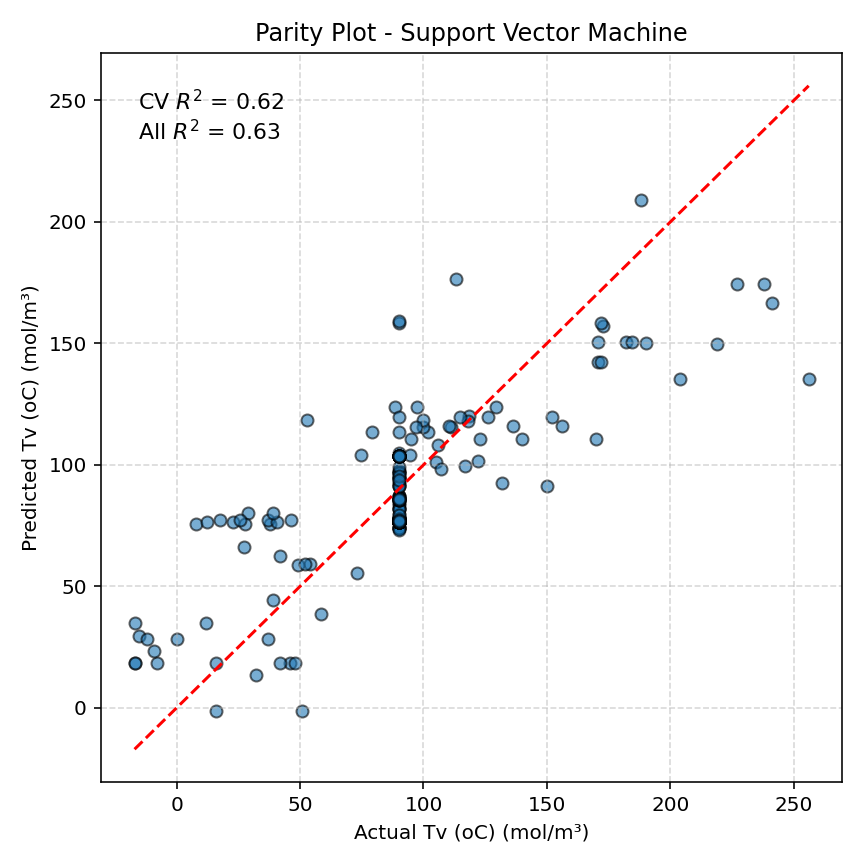 Parity Plot - Support Vector Machine
CV R² = 0.62
All R² = 0.63
Predicted Tv (oC) (mol/m³)
250
200
150
100
50
0
0 50 100 150 200 250
Actual Tv (oC) (mol/m³)